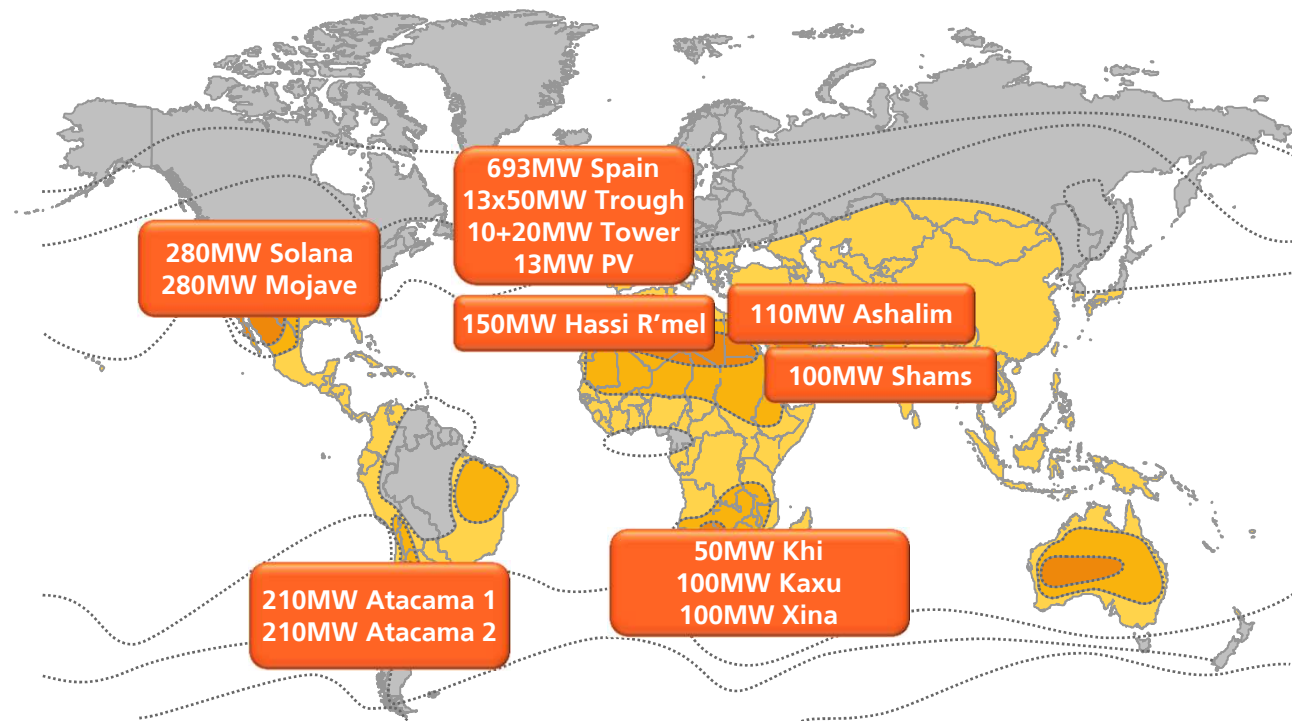 693MW Spain
13x50MW Trough
10+20MW Tower
13MW PV
280MW Solana
280MW Mojave
150MW Hassi R’mel
110MW Ashalim
100MW Shams
50MW Khi
100MW Kaxu
100MW Xina
210MW Atacama 1
210MW Atacama 2